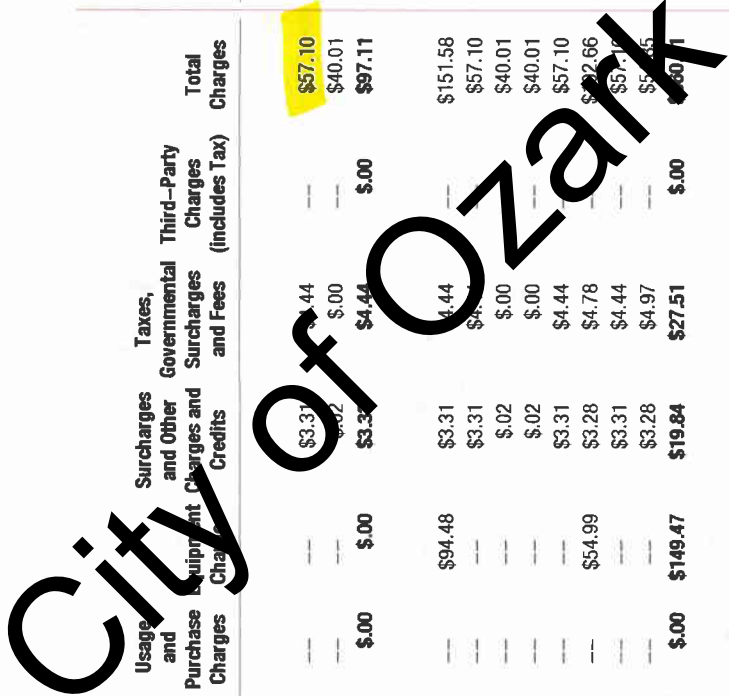 City of Ozark
Usage Surcharges Taxes,
and and Other Governmental Third-Party
Purchase Equipment Charges and Surcharges Charges Total
Charges Credits and Fees (includes Tax) Charges
-- -- $3.31 -- $57.10
-- -- $.00 -- $40.01
$.00 $.00 $4.44 $.00 $97.11
-- $94.48 $3.31 -- $151.58
-- -- $3.31 -- $57.10
-- -- $.02 $.00 $40.01
-- -- $.02 $.00 -- $40.01
-- -- $3.31 $4.44 -- $57.10
-- $54.99 $3.28 $4.78 --
-- -- $3.31 $4.44 --
-- -- $3.28 $4.97 --
$.00 $149.47 $19.84 $27.51 $.00